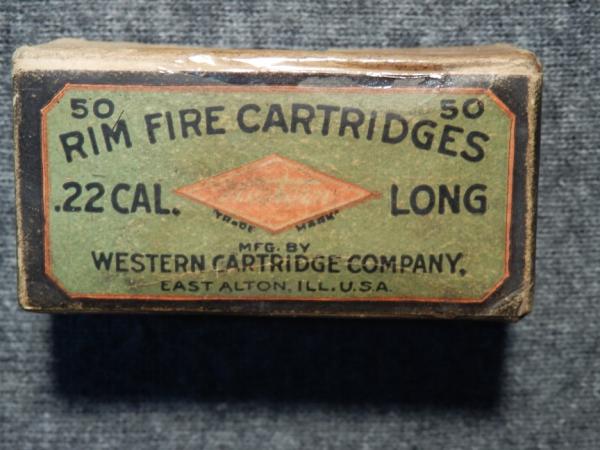 50 50
RIM FIRE CARTRIDGES
.22 CAL. LONG
TRADE MARK
MFG. BY
WESTERN CARTRIDGE COMPANY,
EAST ALTON, ILL. U.S.A.